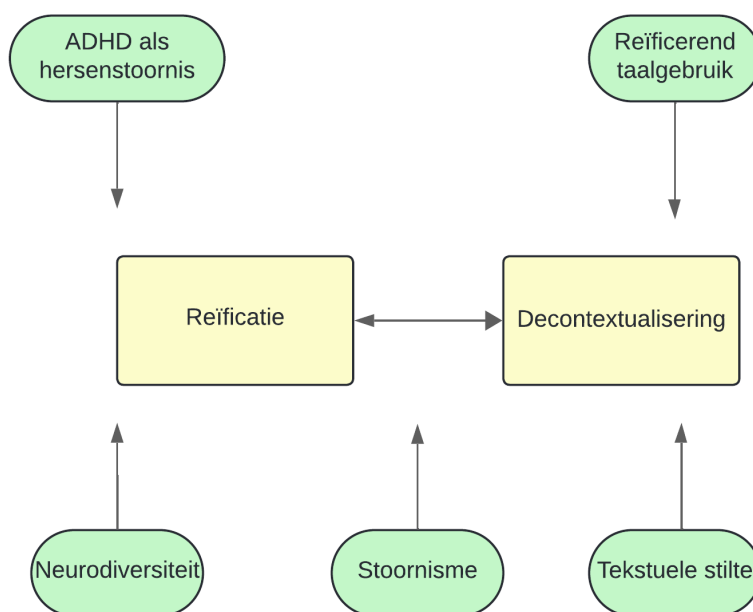 ADHD als
hersenstoornis
Reïficerend
taalgebruik
Reïficatie
Decontextualisering
Neurodiversiteit
Stoornisme
Tekstuele stilte